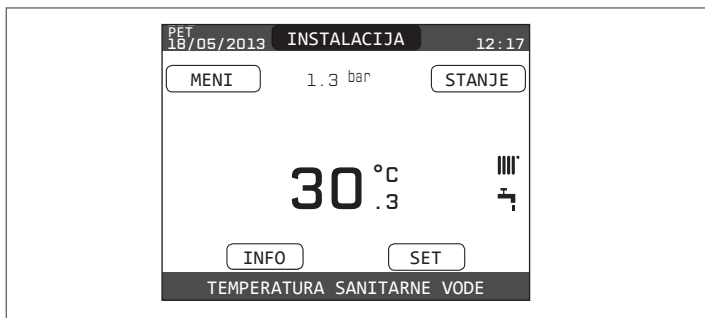 PET
18/05/2013 INSTALACIJA 12:17
MENI 1.3 bar STANJE
30.3 °C
INFO SET
TEMPERATURA SANITARNE VODE